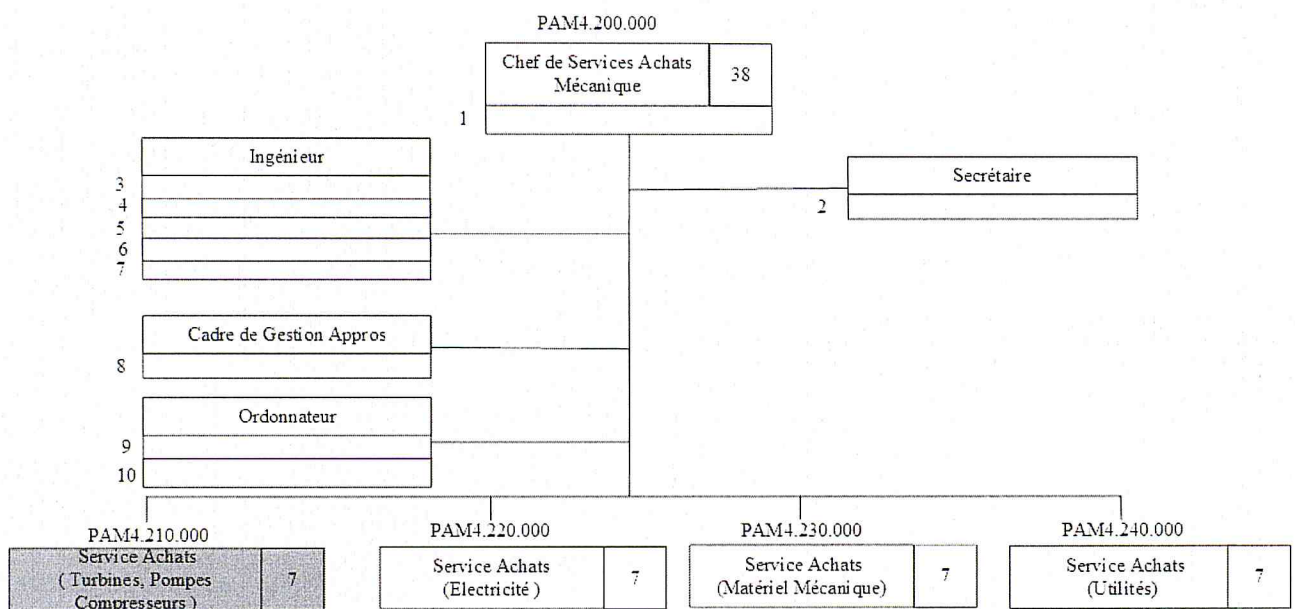 PAM4.200.000
Chef de Services Achats
Mécanique
38
1
Ingénieur
3
4
5
6
7
Secrétaire
2
Cadre de Gestion Appros
8
Ordonnateur
9
10
PAM4.210.000
Service Achats
( Turbines, Pompes
Compresseurs )
7
PAM4.220.000
Service Achats
(Electricité )
7
PAM4.230.000
Service Achats
(Matériel Mécanique)
7
PAM4.240.000
Service Achats
(Utilités)
7